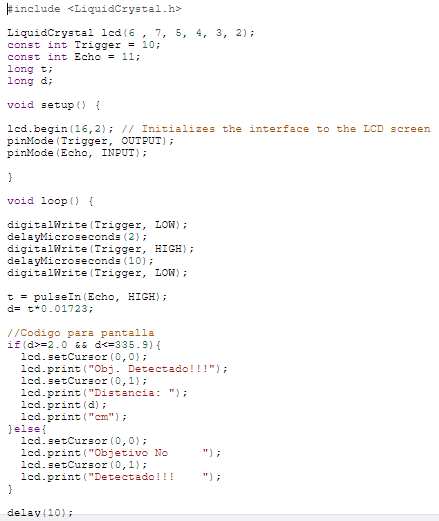 #include <LiquidCrystal.h>
LiquidCrystal lcd(6 , 7, 5, 4, 3, 2);
const int Trigger = 10;
const int Echo = 11;
long t;
long d;
void setup() {
lcd.begin(16,2); // Initializes the interface to the LCD screen
pinMode(Trigger, OUTPUT);
pinMode(Echo, INPUT);
}
void loop() {
digitalWrite(Trigger, LOW);
delayMicroseconds(2);
digitalWrite(Trigger, HIGH);
delayMicroseconds(10);
digitalWrite(Trigger, LOW);
t = pulseIn(Echo, HIGH);
d= t*0.01723;
//Codigo para pantalla
if(d>=2.0 && d<=335.9){
lcd.setCursor(0,0);
lcd.print("Obj. Detectado!!!");
lcd.setCursor(0,1);
lcd.print("Distancia: ");
lcd.print(d);
lcd.print("cm");
}else{
lcd.setCursor(0,0);
lcd.print("Objetivo No     ");
lcd.setCursor(0,1);
lcd.print("Detectado!!!    ");
}
delay(10);